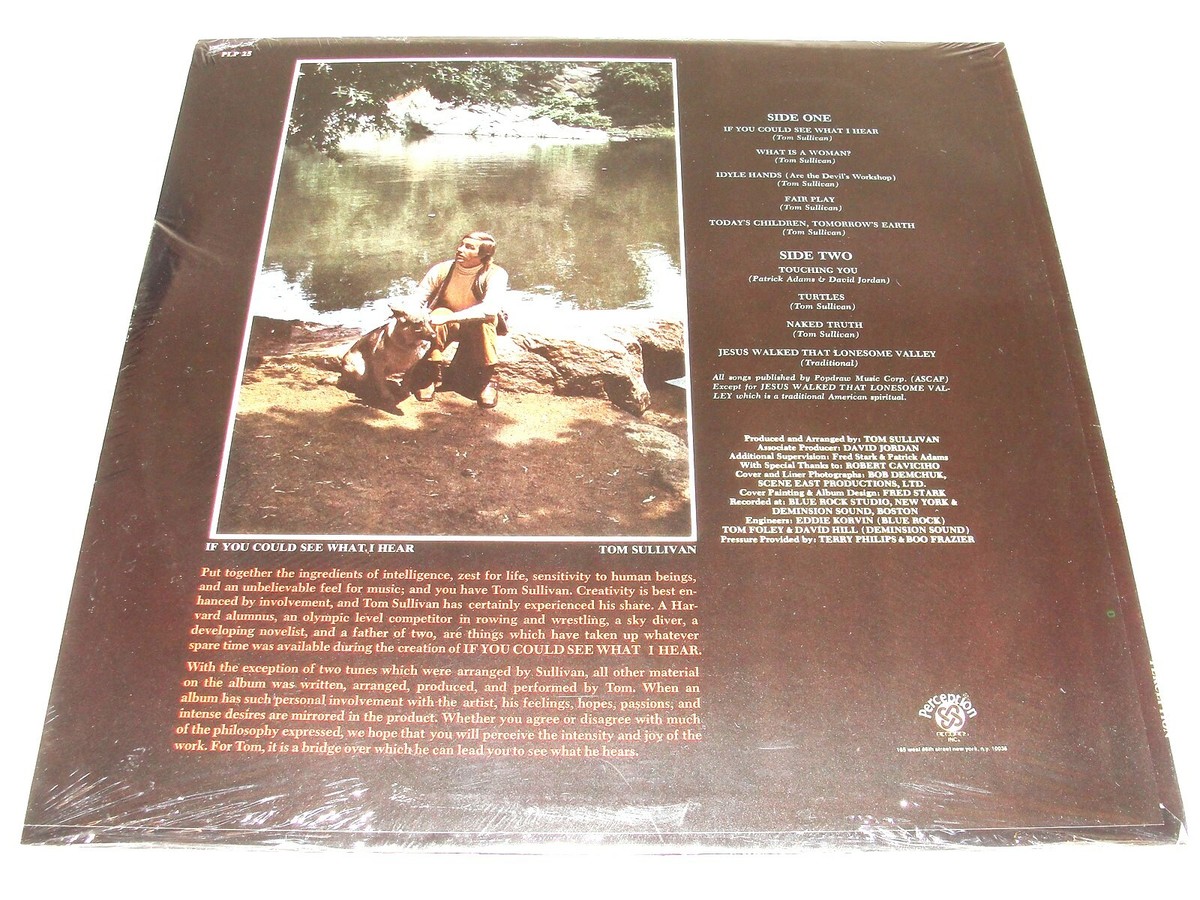 PLP 25
SIDE ONE
IF YOU COULD SEE WHAT I HEAR
(Tom Sullivan)
WHAT IS A WOMAN?
(Tom Sullivan)
IDYLE HANDS (Are the Devil's Workshop)
(Tom Sullivan)
FAIR PLAY
(Tom Sullivan)
TODAY'S CHILDREN, TOMORROW'S EARTH
(Tom Sullivan)
SIDE TWO
TOUCHING YOU
(Patrick Adams & David Jordan)
TURTLES
(Tom Sullivan)
NAKED TRUTH
(Tom Sullivan)
JESUS WALKED THAT LONESOME VALLEY
(Traditional)
All songs published by Popdraw Music Corp. (ASCAP)
Except for JESUS WALKED THAT LONESOME VAL-
LEY which is a traditional American spiritual.
Produced and Arranged by: TOM SULLIVAN
Associate Producer: DAVID JORDAN
Additional Supervision: Fred Stark & Patrick Adams
With Special Thanks to: ROBERT CAVICIHO
Cover and Liner Photographs: BOB DEMCHUK,
SCENE EAST PRODUCTIONS, LTD.
Cover Painting & Album Design: FRED STARK
Recorded at: BLUE ROCK STUDIO, NEW YORK &
DEMINSION SOUND, BOSTON
Engineers: EDDIE KORVIN (BLUE ROCK)
TOM FOLEY & DAVID HILL (DEMINSION SOUND)
Pressure Provided by: TERRY PHILIPS & BOO FRAZIER
IF YOU COULD SEE WHAT I HEAR TOM SULLIVAN
Put together the ingredients of intelligence, zest for life, sensitivity to human beings,
and an unbelievable feel for music; and you have Tom Sullivan. Creativity is best en-
hanced by involvement, and Tom Sullivan has certainly experienced his share. A Har-
vard alumnus, an olympic level competitor in rowing and wrestling, a sky diver, a
developing novelist, and a father of two, are things which have taken up whatever
spare time was available during the creation of IF YOU COULD SEE WHAT I HEAR.
With the exception of two tunes which were arranged by Sullivan, all other material
on the album was written, arranged, produced, and performed by Tom. When an
album has such personal involvement with the artist, his feelings, hopes, passions, and
intense desires are mirrored in the product. Whether you agree or disagree with much
of the philosophy expressed, we hope that you will perceive the intensity and joy of the
work. For Tom, it is a bridge over which he can lead you to see what he hears.
Perception
INC.
new york, n.y.